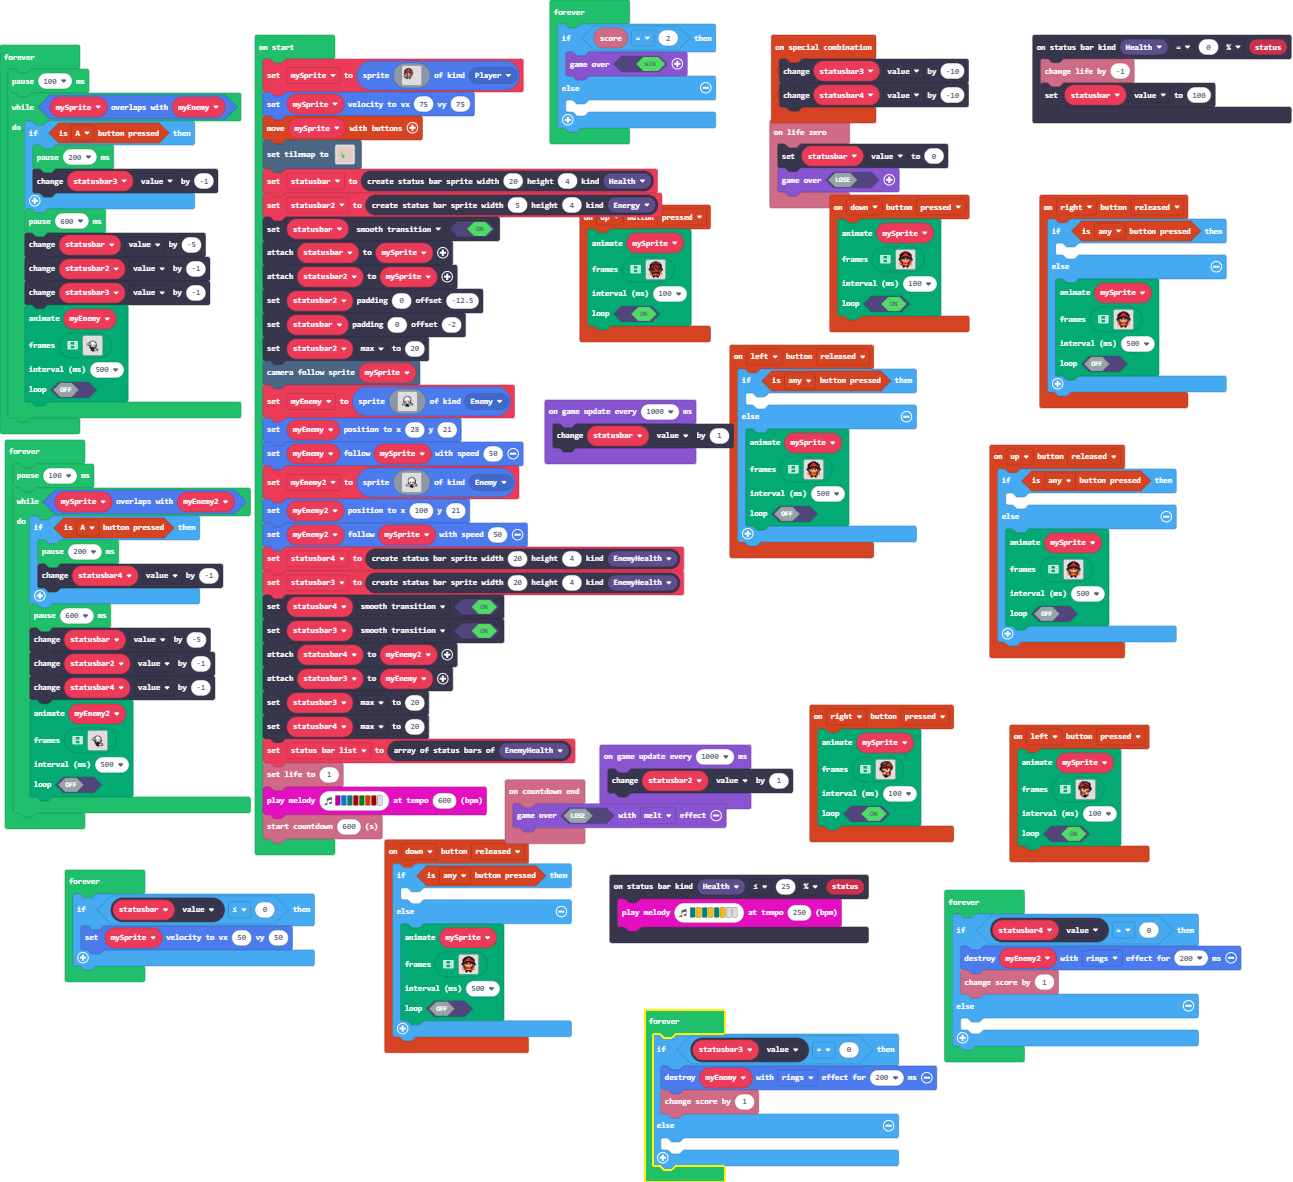 forever
pause 100 ms
while mySprite overlaps with myEnemy
do
if is A button pressed then
pause 200 ms
change statusbar3 value by -1
pause 600 ms
change statusbar value by -5
change statusbar2 value by -1
change statusbar3 value by -1
animate myEnemy
frames
interval (ms) 500
loop OFF
forever
pause 100 ms
while mySprite overlaps with myEnemy2
do
if is A button pressed then
pause 200 ms
change statusbar4 value by -1
pause 600 ms
change statusbar value by -5
change statusbar2 value by -1
change statusbar4 value by -1
animate myEnemy2
frames
interval (ms) 500
loop OFF
forever
if statusbar value ≤ 0 then
set mySprite velocity to vx 50 vy 50
on start
set mySprite to sprite of kind Player
set mySprite velocity to vx 75 vy 75
move mySprite with buttons
set tilemap to
set statusbar to create status bar sprite width 20 height 4 kind Health
set statusbar2 to create status bar sprite width 5 height 4 kind Energy
set statusbar smooth transition ON
attach statusbar to mySprite
attach statusbar2 to mySprite
set statusbar2 padding 0 offset -12.5
set statusbar padding 0 offset -2
set statusbar2 max to 20
camera follow sprite mySprite
set myEnemy to sprite of kind Enemy
set myEnemy position to x 28 y 21
set myEnemy follow mySprite with speed 50
set myEnemy2 to sprite of kind Enemy
set myEnemy2 position to x 100 y 21
set myEnemy2 follow mySprite with speed 50
set statusbar4 to create status bar sprite width 20 height 4 kind EnemyHealth
set statusbar3 to create status bar sprite width 20 height 4 kind EnemyHealth
set statusbar4 smooth transition ON
set statusbar3 smooth transition ON
attach statusbar4 to myEnemy2
attach statusbar3 to myEnemy
set statusbar3 max to 20
set statusbar4 max to 20
set status bar list to array of status bars of EnemyHealth
set life to 1
play melody at tempo 600 (bpm)
start countdown 600 (s)
forever
if score = 2 then
game over WIN
else
on special combination
change statusbar3 value by -10
change statusbar4 value by -10
on life zero
set statusbar value to 0
game over LOSE
on status bar kind Health = 0 % status
change life by -1
set statusbar value to 100
on up button pressed
animate mySprite
frames
interval (ms) 100
loop ON
on down button pressed
animate mySprite
frames
interval (ms) 100
loop ON
on right button released
if is any button pressed then
else
animate mySprite
frames
interval (ms) 500
loop OFF
on left button released
if is any button pressed then
else
animate mySprite
frames
interval (ms) 500
loop OFF
on game update every 1000 ms
change statusbar value by 1
on up button released
if is any button pressed then
else
animate mySprite
frames
interval (ms) 500
loop OFF
on game update every 1000 ms
change statusbar2 value by 1
on countdown end
game over LOSE with melt effect
on right button pressed
animate mySprite
frames
interval (ms) 100
loop ON
on left button pressed
animate mySprite
frames
interval (ms) 100
loop ON
on down button released
if is any button pressed then
else
animate mySprite
frames
interval (ms) 500
loop OFF
on status bar kind Health ≤ 25 % status
play melody at tempo 250 (bpm)
forever
if statusbar4 value = 0 then
destroy myEnemy2 with rings effect for 200 ms
change score by 1
else
forever
if statusbar3 value = 0 then
destroy myEnemy with rings effect for 200 ms
change score by 1
else